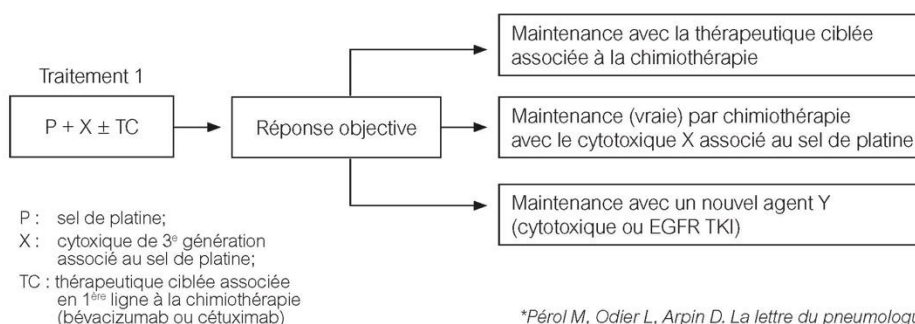 Traitement 1
P + X ± TC
Réponse objective
Maintenance avec la thérapeutique ciblée
associée à la chimiothérapie
Maintenance (vraie) par chimiothérapie
avec le cytotoxique X associé au sel de platine
Maintenance avec un nouvel agent Y
(cytotoxique ou EGFR TKI)
P : sel de platine;
X : cytoxique de 3e génération
associé au sel de platine;
TC : thérapeutique ciblée associée
en 1ère ligne à la chimiothérapie
(bévacizumab ou cétuximab)
*Pérol M, Odier L, Arpin D. La lettre du pneumologu